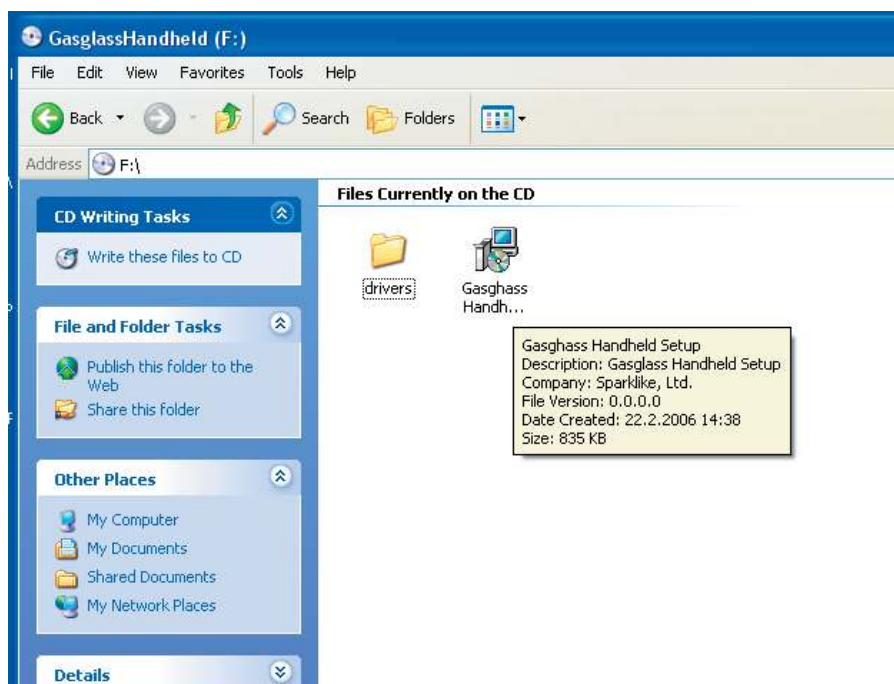 GasglassHandheld (F:)
File Edit View Favorites Tools Help
Back Search Folders
Address F:\
CD Writing Tasks
Write these files to CD
File and Folder Tasks
Publish this folder to the
Web
Share this folder
Other Places
My Computer
My Documents
Shared Documents
My Network Places
Details
Files Currently on the CD
drivers
Gasghass
Handh...
Gasghass Handheld Setup
Description: Gasglass Handheld Setup
Company: Sparklike, Ltd.
File Version: 0.0.0.0
Date Created: 22.2.2006 14:38
Size: 835 KB